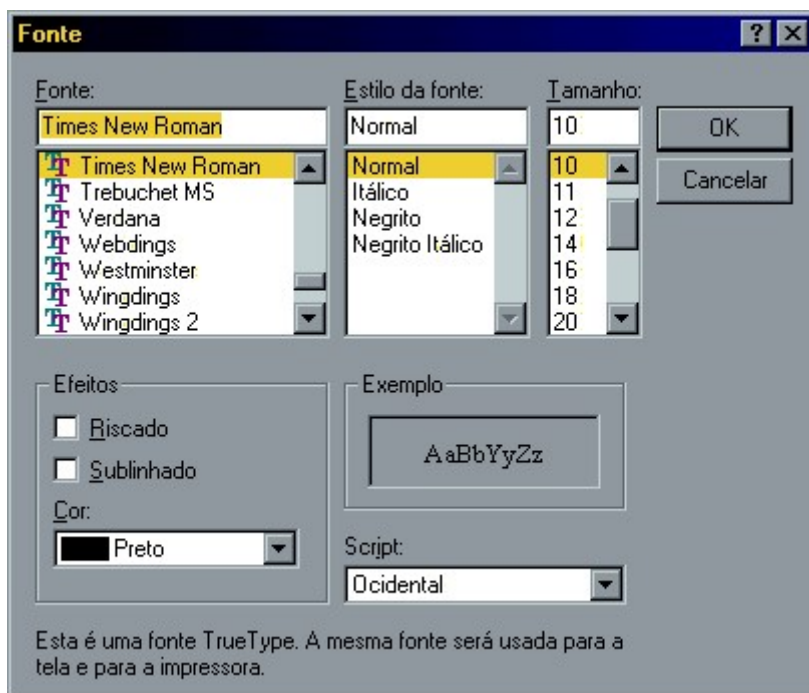 Fonte
Fonte: Estilo da fonte: Tamanho:
Times New Roman Normal 10 OK
Times New Roman Normal 10
Trebuchet MS Itálico 11 Cancelar
Verdana Negrito 12
Webdings Negrito Itálico 14
Westminster 16
Wingdings 18
Wingdings 2 20
Efeitos Exemplo
Riscado
AaBbYyZz
Sublinhado
Cor:
Preto Script:
Ocidental
Esta é uma fonte TrueType. A mesma fonte será usada para a
tela e para a impressora.